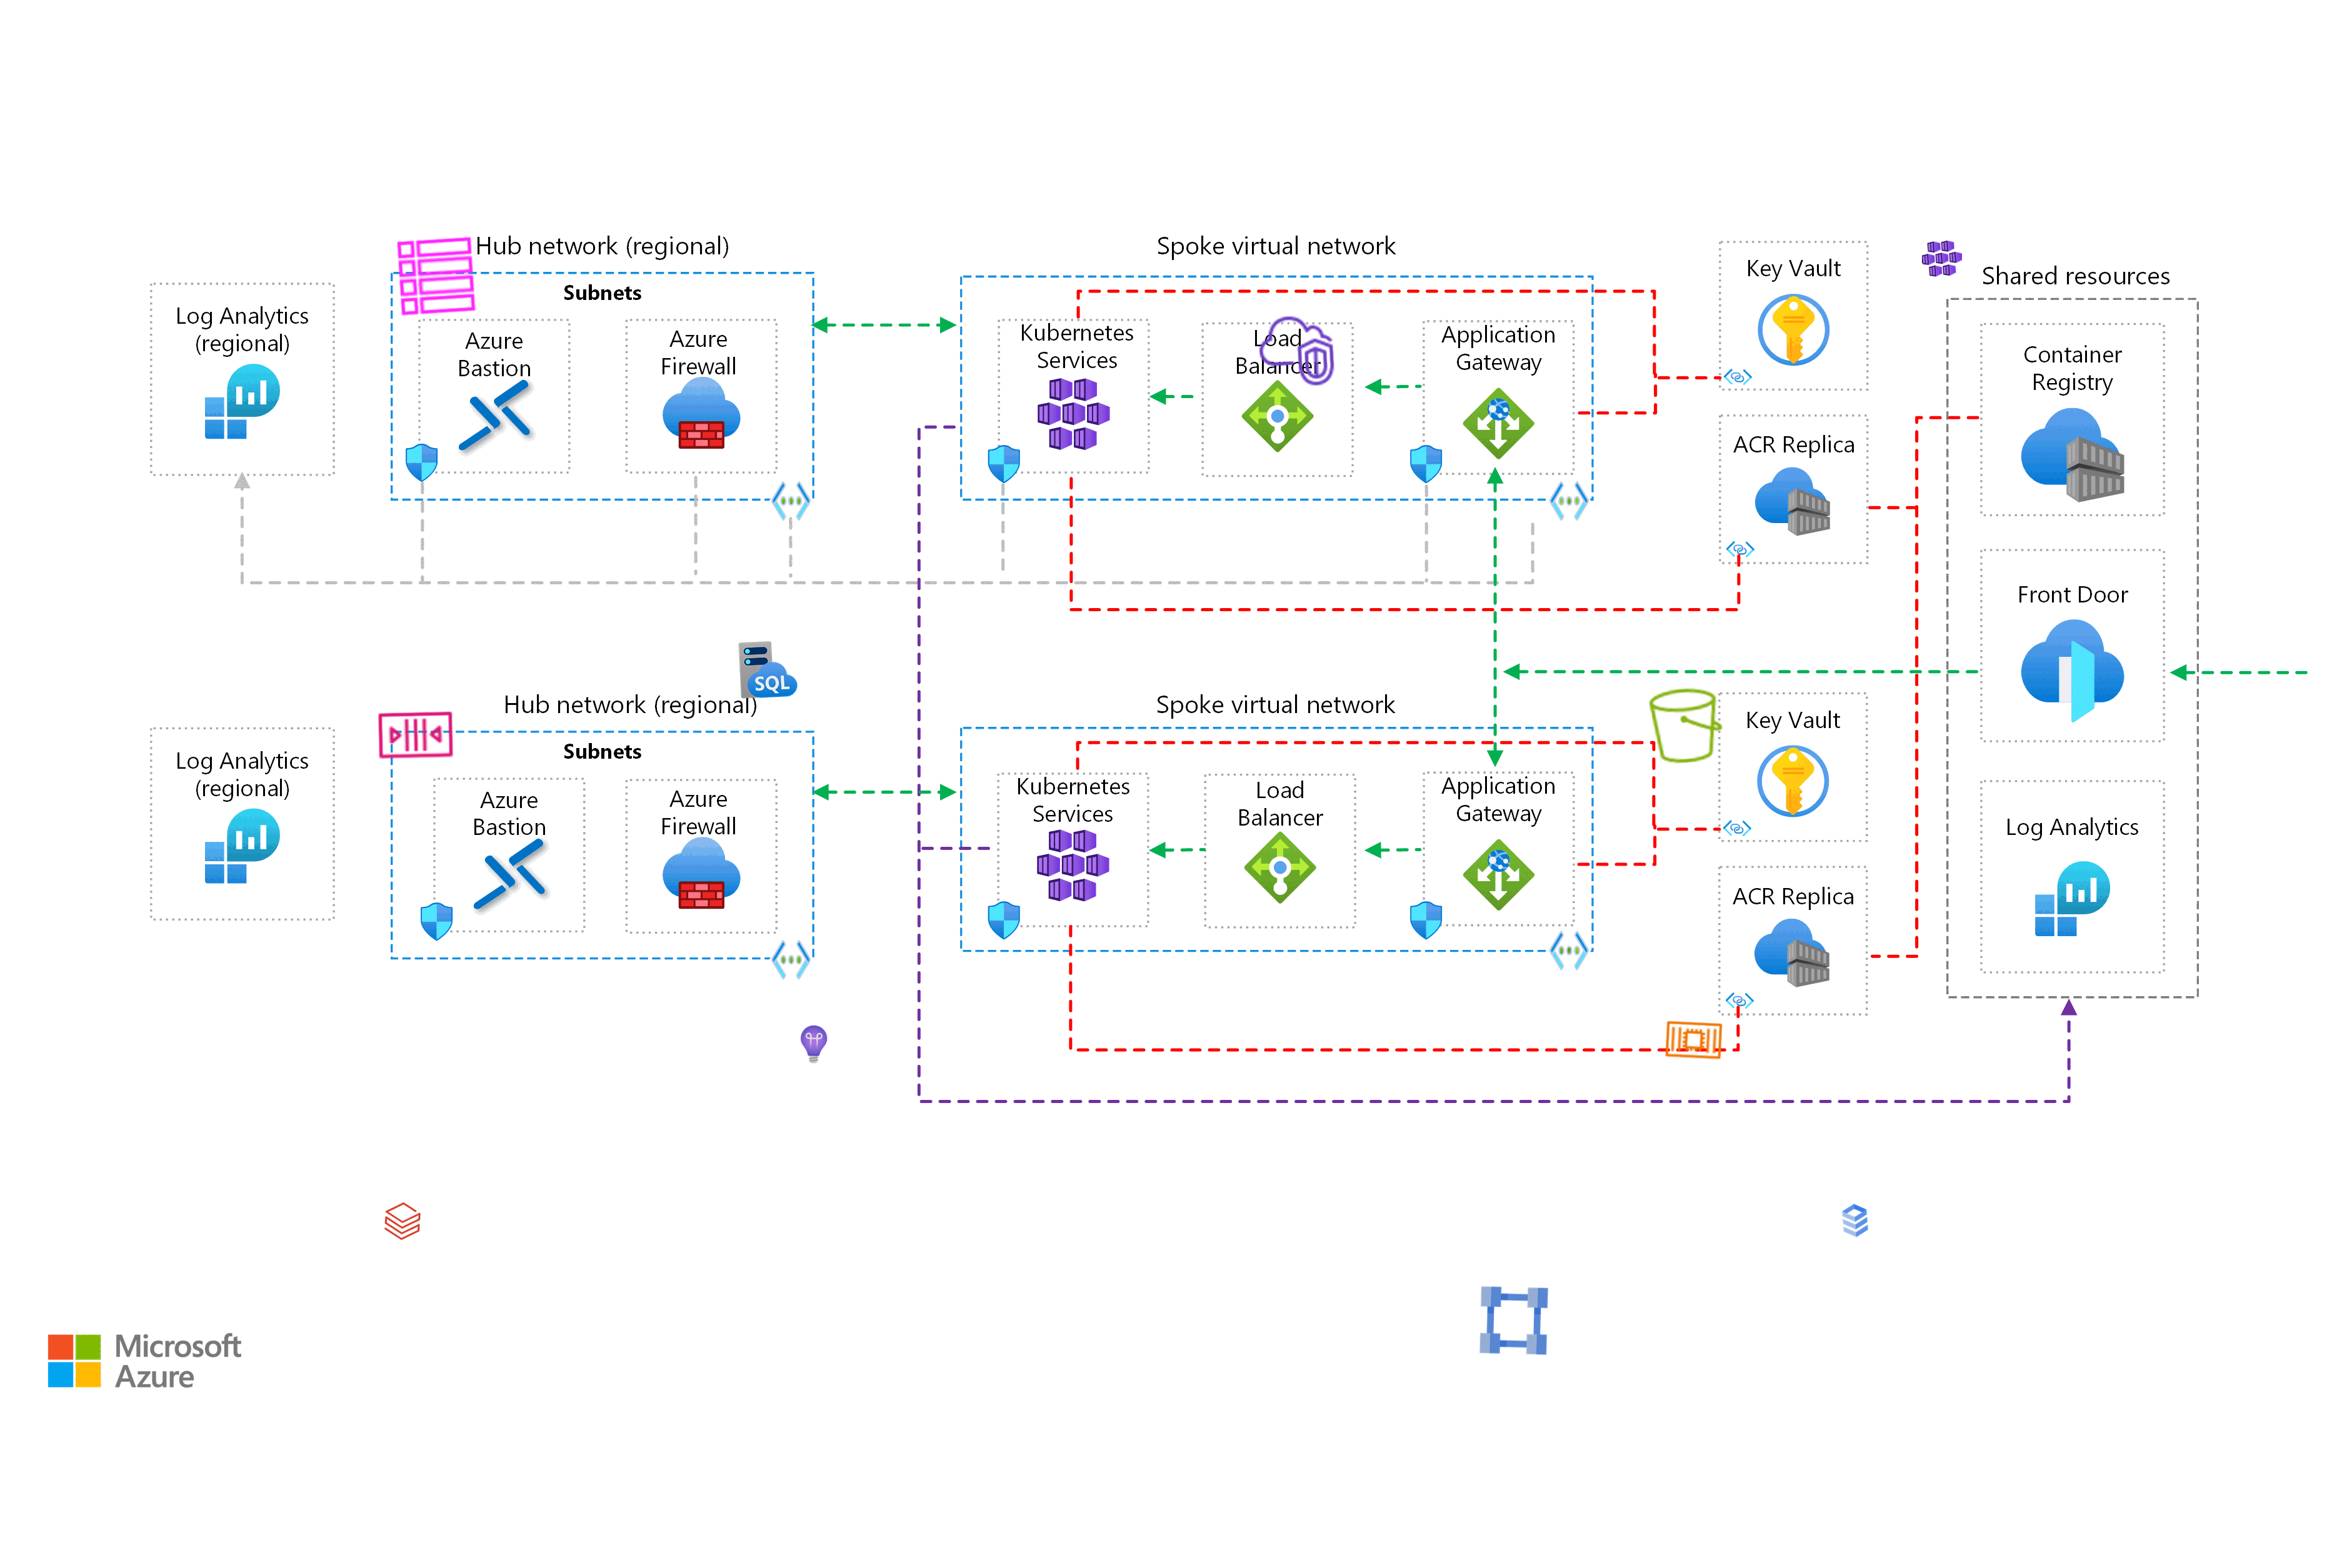 Hub network (regional)
Spoke virtual network
Shared resources
Subnets
Log Analytics
(regional)
Azure
Bastion
Azure
Firewall
Kubernetes
Services
Load
Balancer
Application
Gateway
Key Vault
ACR Replica
Container
Registry
Front Door
Log Analytics
SQL
Hub network (regional)
Spoke virtual network
Subnets
Log Analytics
(regional)
Azure
Bastion
Azure
Firewall
Kubernetes
Services
Load
Balancer
Application
Gateway
Key Vault
ACR Replica
Microsoft
Azure